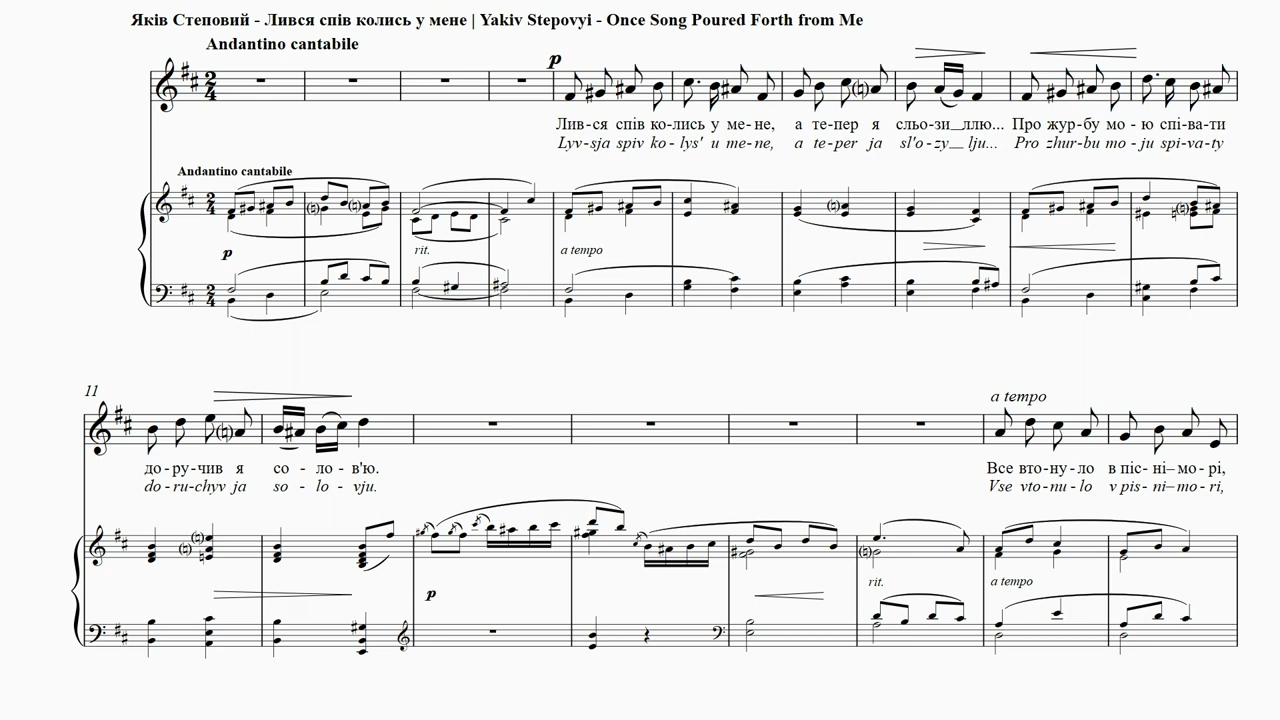 Яків Степовий - Лився спів колись у мене | Yakiv Stepovyi - Once Song Poured Forth from Me
Andantino cantabile
p
Лив-ся спів ко-лись у ме-не, а те-пер я сльо-зи_ллю... Про жур-бу мо-ю спі-ва-ти
Lyv-sja spiv ko-lys' u me-ne, a te-per ja sl'o-zy_ lju... Pro zhur-bu mo-ju spi-va-ty
Andantino cantabile
p rit. a tempo
11
a tempo
до-ру-чив я со-ло-в'ю. Все вто-ну-ло в піс-ні-мо-рі,
do-ru-chyv ja so-lo-vju. Vse vto-nu-lo v pis-ni-mo-ri,
p rit. a tempo